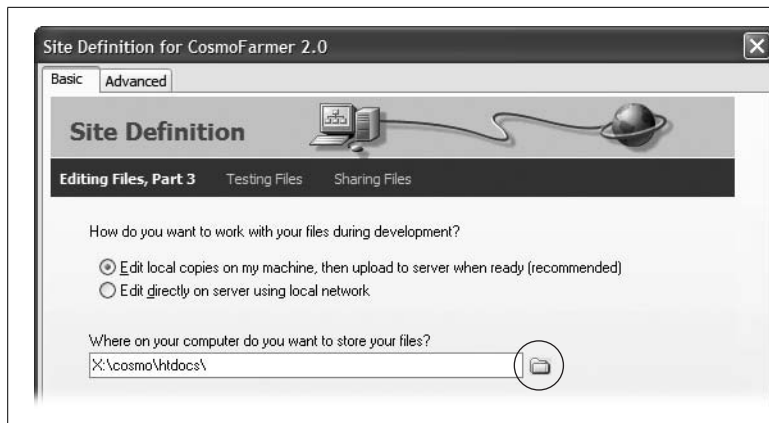 Site Definition for CosmoFarmer 2.0
Basic Advanced
Site Definition
Editing Files, Part 3 Testing Files Sharing Files
How do you want to work with your files during development?
Edit local copies on my machine, then upload to server when ready (recommended)
Edit directly on server using local network
Where on your computer do you want to store your files?
X:\cosmo\htdocs\